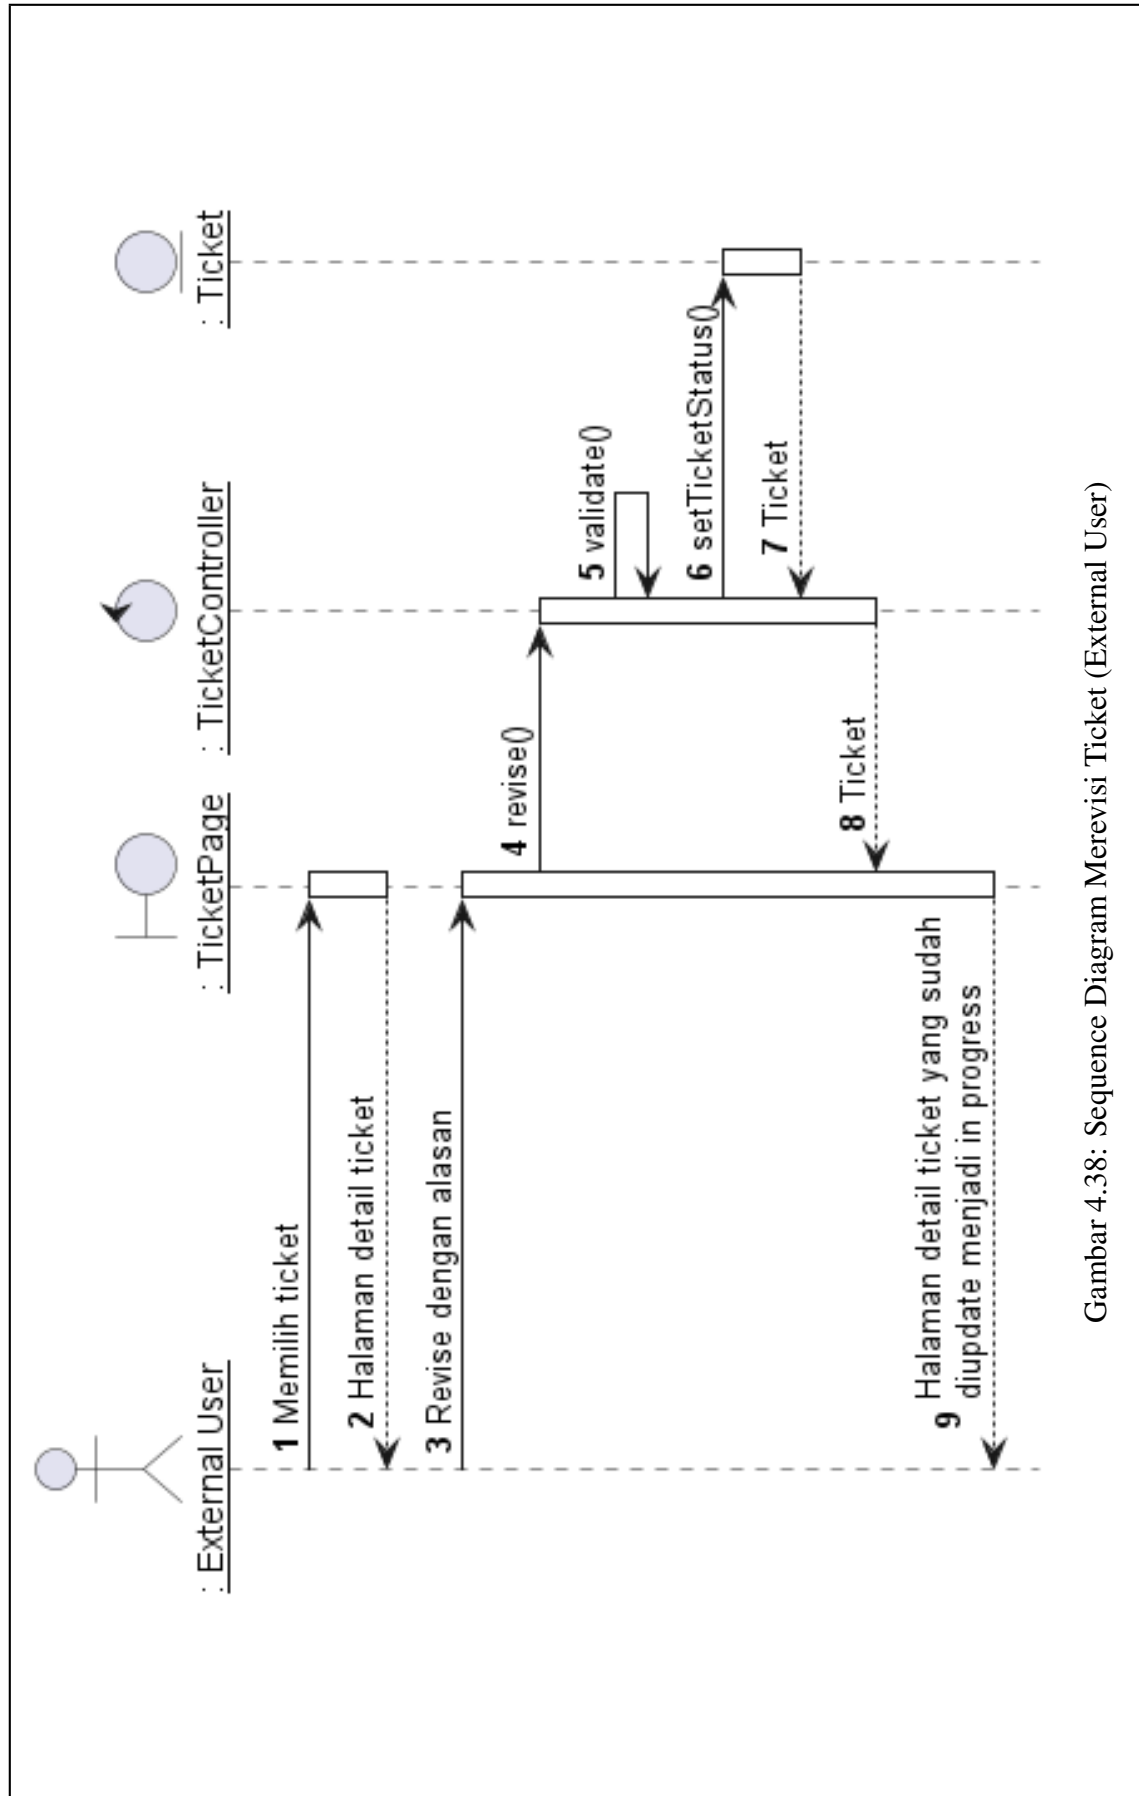 : External User
: TicketPage
: TicketController
: Ticket
1 Memilih ticket
2 Halaman detail ticket
3 Revise dengan alasan
4 revise()
5 validate()
6 setTicketStatus()
7 Ticket
8 Ticket
9 Halaman detail ticket yang sudah
diupdate menjadi in progress
Gambar 4.38: Sequence Diagram Merevisi Ticket (External User)